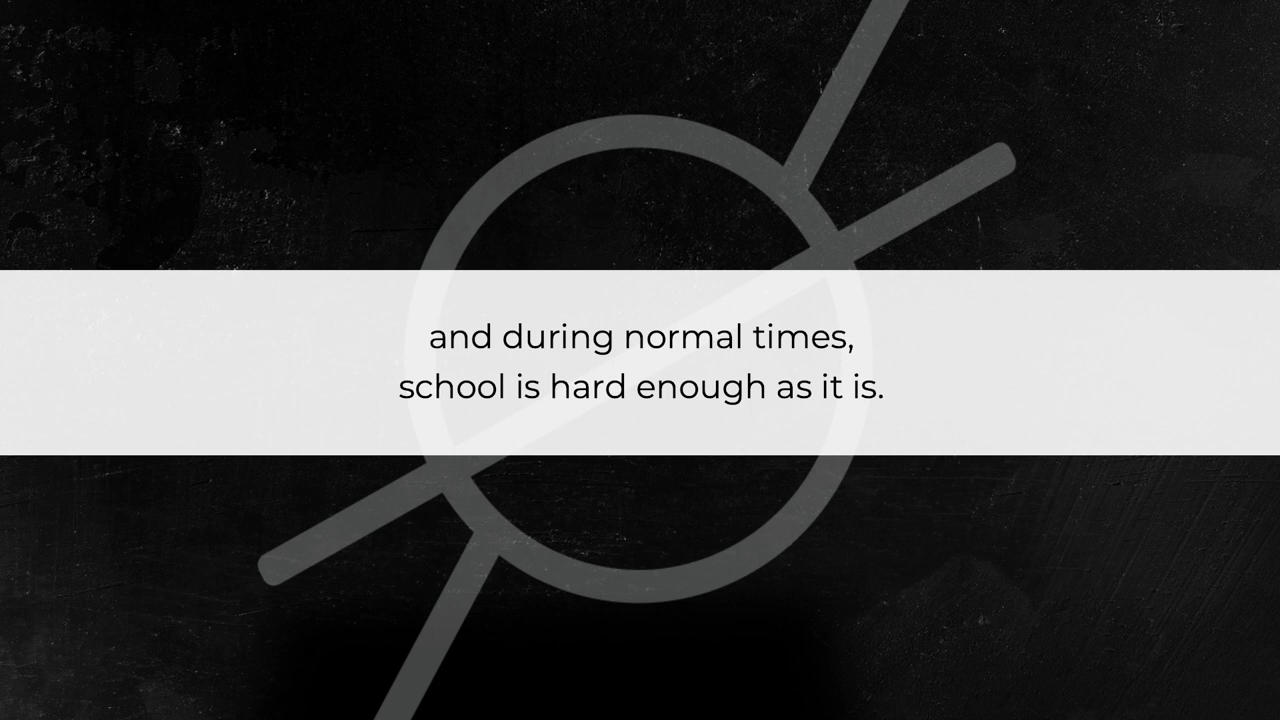 and during normal times,
school is hard enough as it is.